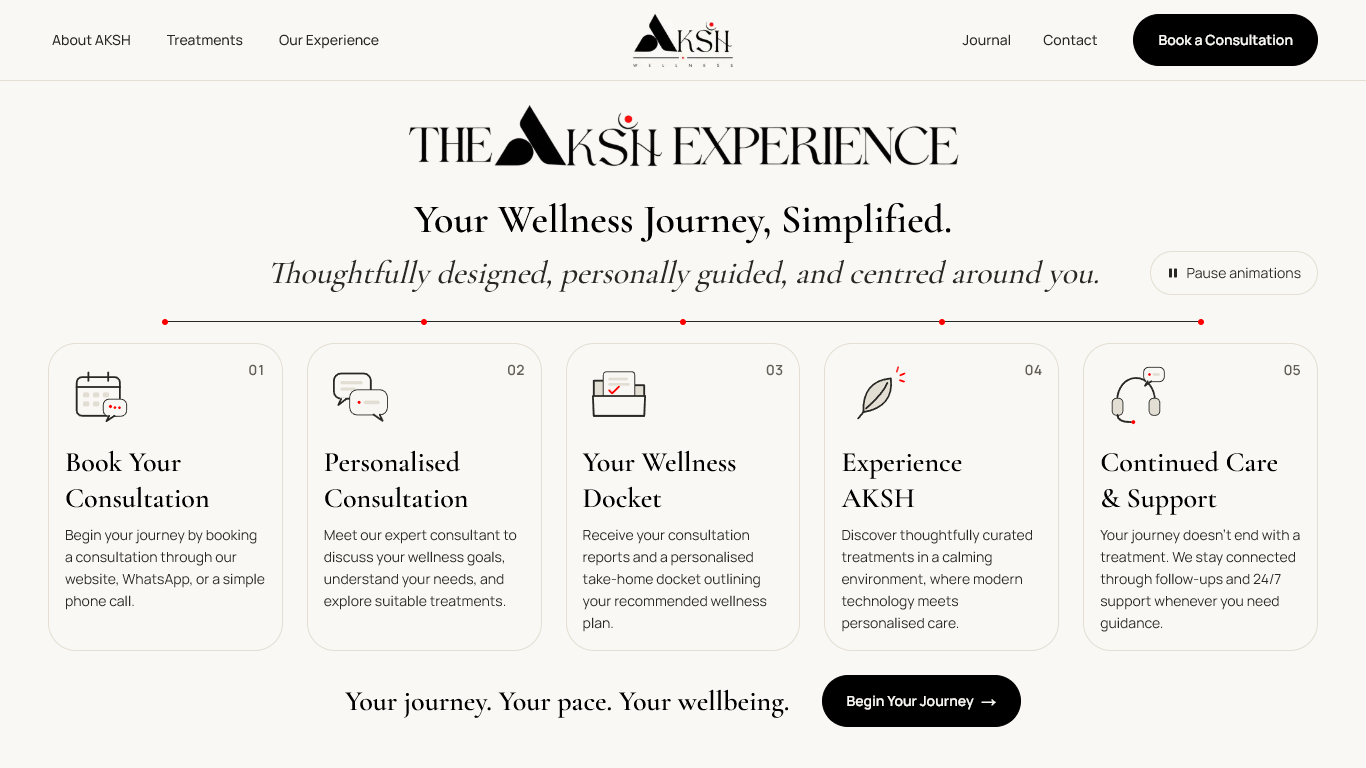 About AKSH
Treatments
Our Experience
AKSH
WELLNESS
Journal
Contact
Book a Consultation
THE AKSH EXPERIENCE
Your Wellness Journey, Simplified.
Thoughtfully designed, personally guided, and centred around you.
Pause animations
01
Book Your
Consultation
Begin your journey by booking
a consultation through our
website, WhatsApp, or a simple
phone call.
02
Personalised
Consultation
Meet our expert consultant to
discuss your wellness goals,
understand your needs, and
explore suitable treatments.
03
Your Wellness
Docket
Receive your consultation
reports and a personalised
take-home docket outlining
your recommended wellness
plan.
04
Experience
AKSH
Discover thoughtfully curated
treatments in a calming
environment, where modern
technology meets
personalised care.
05
Continued Care
& Support
Your journey doesn't end with a
treatment. We stay connected
through follow-ups and 24/7
support whenever you need
guidance.
Your journey. Your pace. Your wellbeing.
Begin Your Journey →